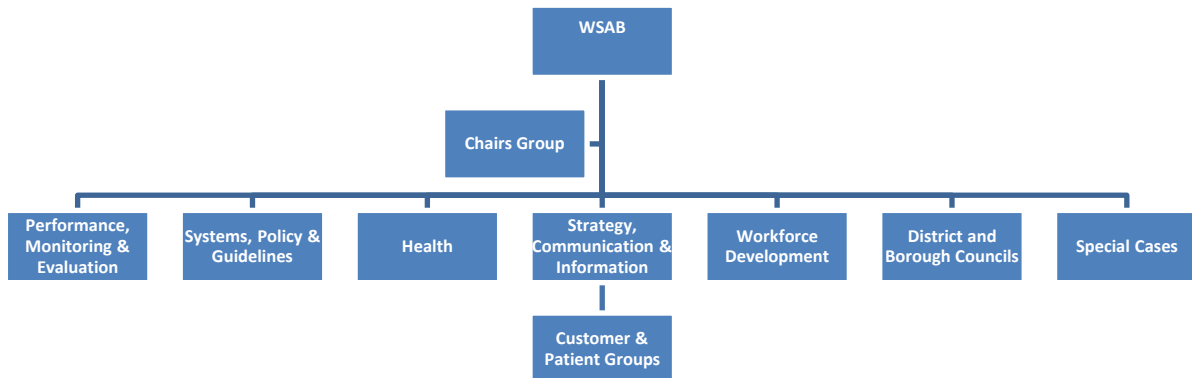 WSAB
Chairs Group
Performance,
Monitoring &
Evaluation
Systems, Policy &
Guidelines
Health
Strategy,
Communication &
Information
Workforce
Development
District and
Borough Councils
Special Cases
Customer &
Patient Groups